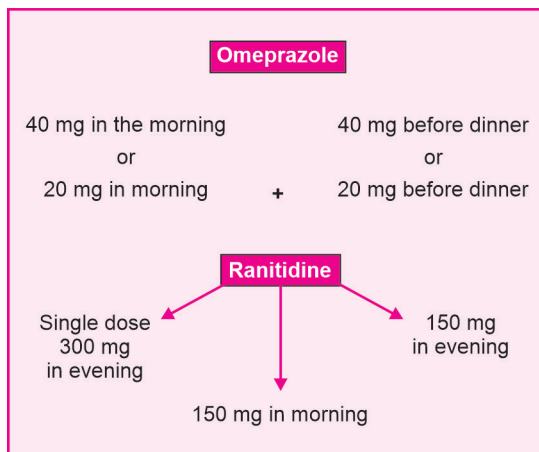 Omeprazole
40 mg in the morning
or
20 mg in morning
+
40 mg before dinner
or
20 mg before dinner
Ranitidine
Single dose
300 mg
in evening
150 mg in morning
150 mg
in evening